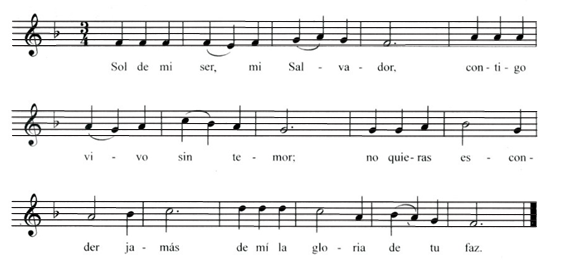 3 4
Sol de mi ser, mi Sal - va - dor, con - ti - go
vi - vo sin te - mor; no quie - ras es - con -
der ja - más de mi la glo - ria de tu faz.